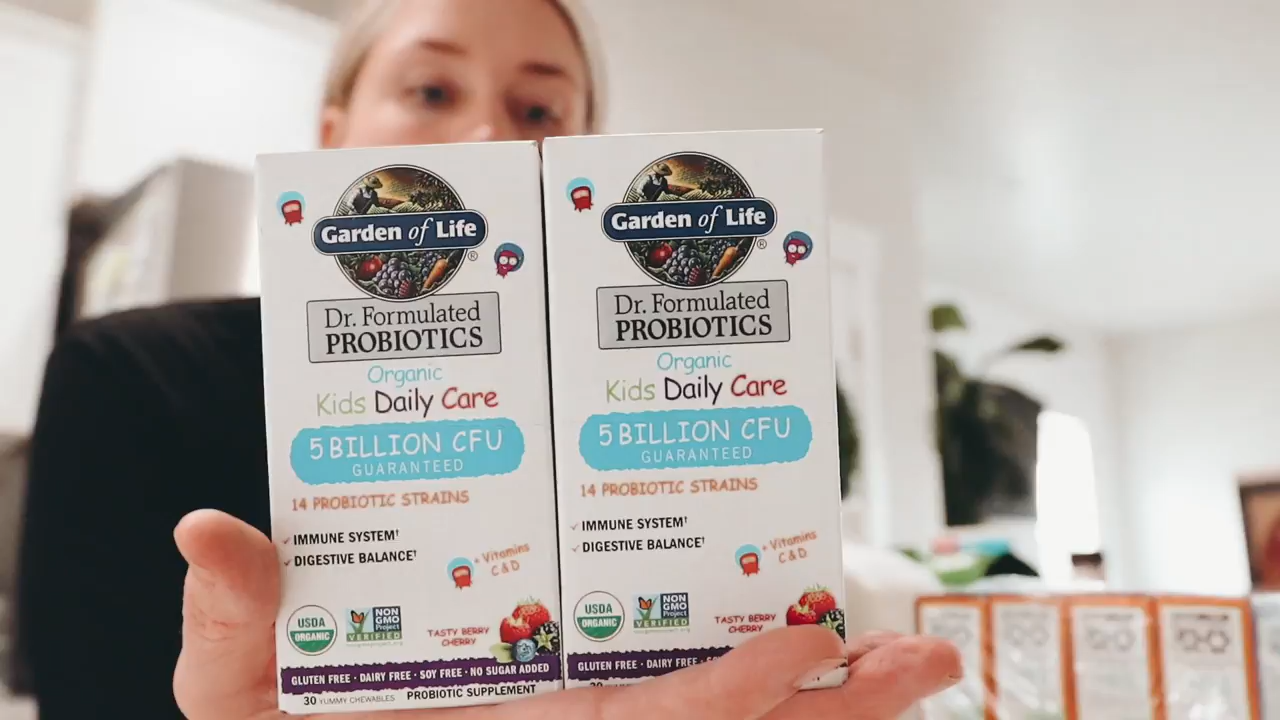 Garden of Life
®
Dr. Formulated
PROBIOTICS
Organic
Kids Daily Care
5 BILLION CFU
GUARANTEED
14 PROBIOTIC STRAINS
✓ IMMUNE SYSTEM†
✓ DIGESTIVE BALANCE†
+ Vitamins
C & D
USDA
ORGANIC
NON
GMO
Project
VERIFIED
nongmoproject.org
TASTY BERRY
CHERRY
GLUTEN FREE · DAIRY FREE · SOY FREE · NO SUGAR ADDED
30 YUMMY CHEWABLES PROBIOTIC SUPPLEMENT
Garden of Life
®
Dr. Formulated
PROBIOTICS
Organic
Kids Daily Care
5 BILLION CFU
GUARANTEED
14 PROBIOTIC STRAINS
✓ IMMUNE SYSTEM†
✓ DIGESTIVE BALANCE†
+ Vitamins
C & D
USDA
ORGANIC
NON
GMO
Project
VERIFIED
nongmoproject.org
TASTY BERRY
CHERRY
GLUTEN FREE · DAIRY FREE ·